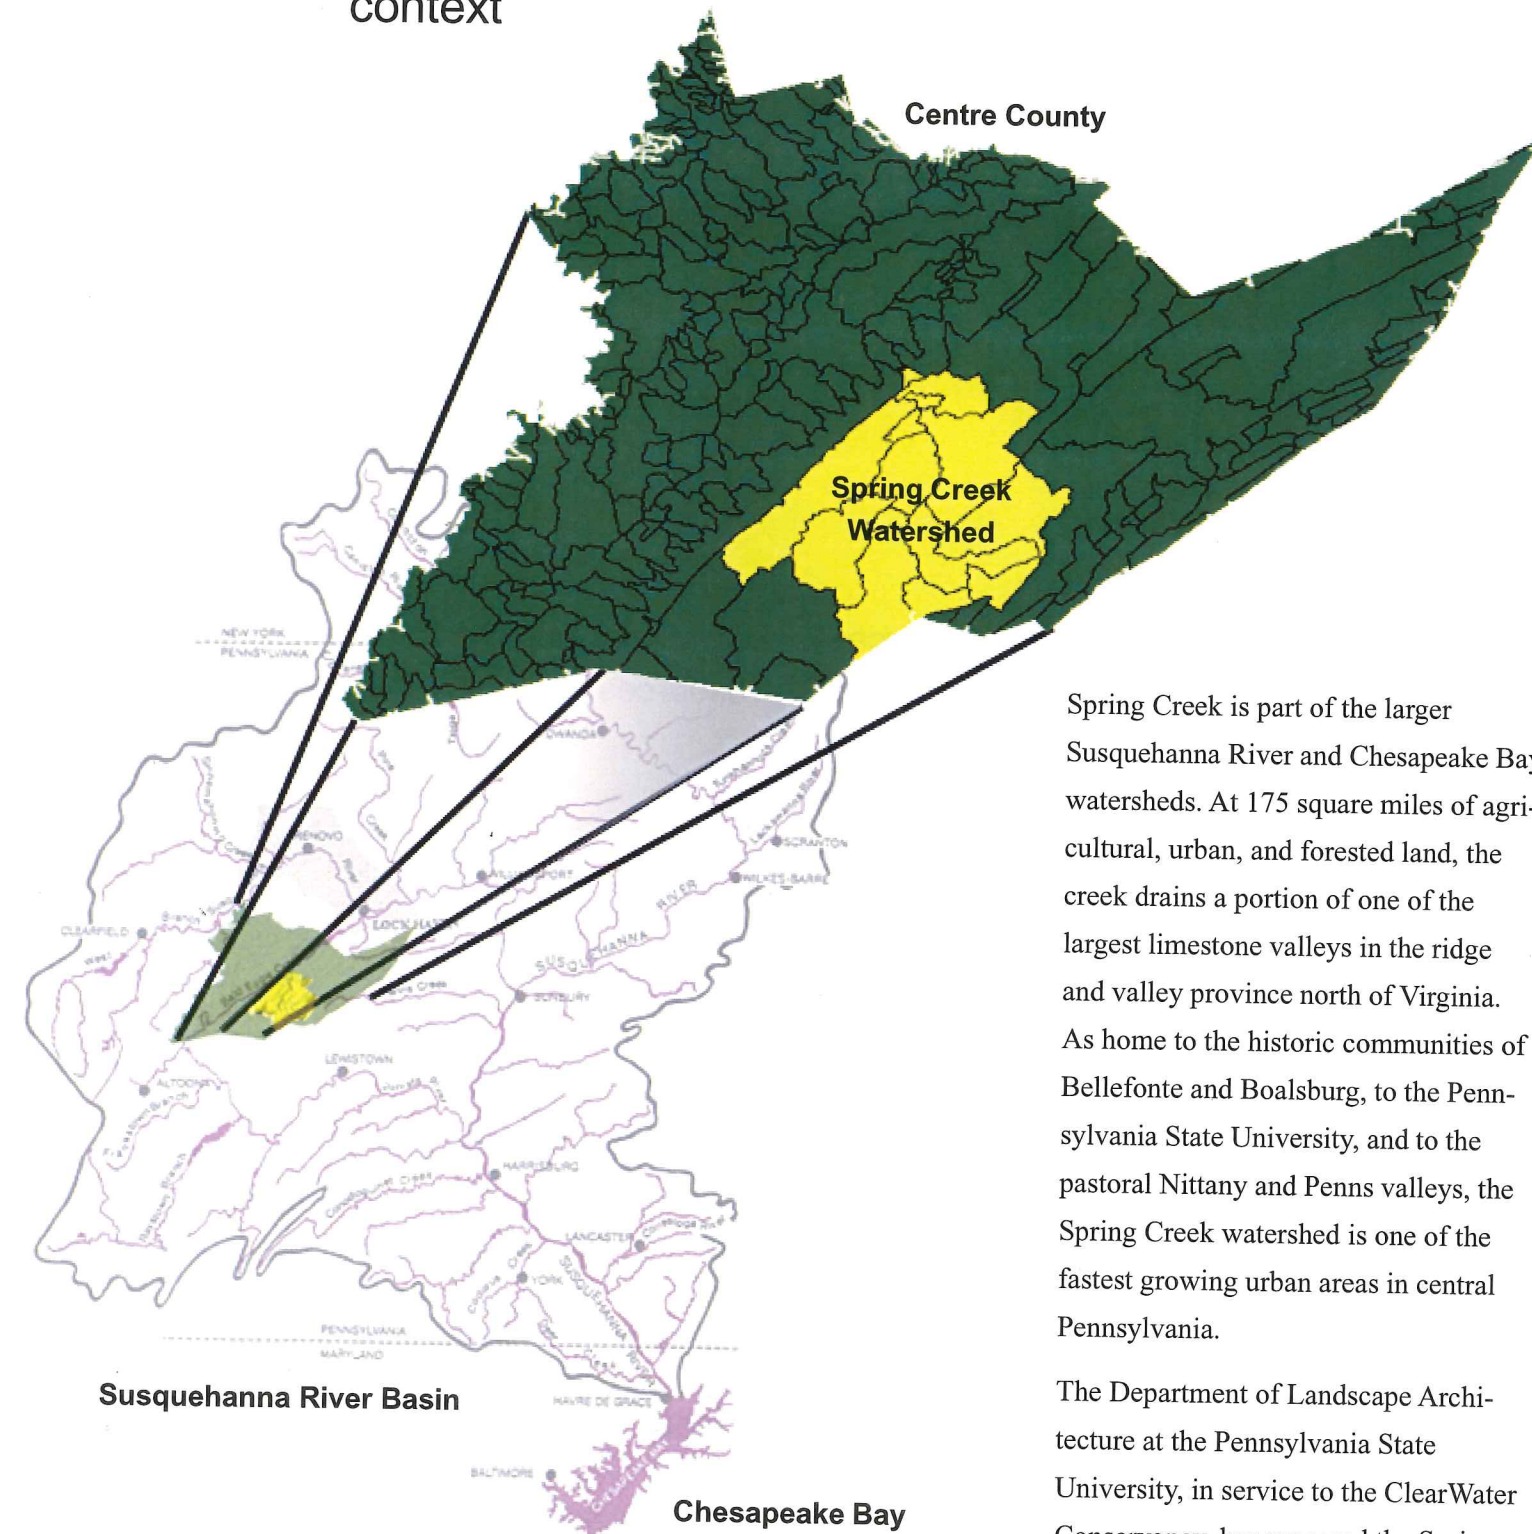 context
Centre County
Spring Creek
Watershed
NEW YORK
PENNSYLVANIA
RENOVO
SCRANTON
WILKES-BARRE
CLEARFIELD
RIVER
SUNBURY
LEWISTOWN
ALTOONA
HARRISBURG
LANCASTER
YORK
SUSQUEHANNA RIVER
PENNSYLVANIA
MARYLAND
Susquehanna River Basin
HAVRE DE GRACE
BALTIMORE
Chesapeake Bay
Spring Creek is part of the larger
Susquehanna River and Chesapeake Bay
watersheds. At 175 square miles of agri-
cultural, urban, and forested land, the
creek drains a portion of one of the
largest limestone valleys in the ridge
and valley province north of Virginia.
As home to the historic communities of
Bellefonte and Boalsburg, to the Penn-
sylvania State University, and to the
pastoral Nittany and Penns valleys, the
Spring Creek watershed is one of the
fastest growing urban areas in central
Pennsylvania.
The Department of Landscape Archi-
tecture at the Pennsylvania State
University, in service to the ClearWater